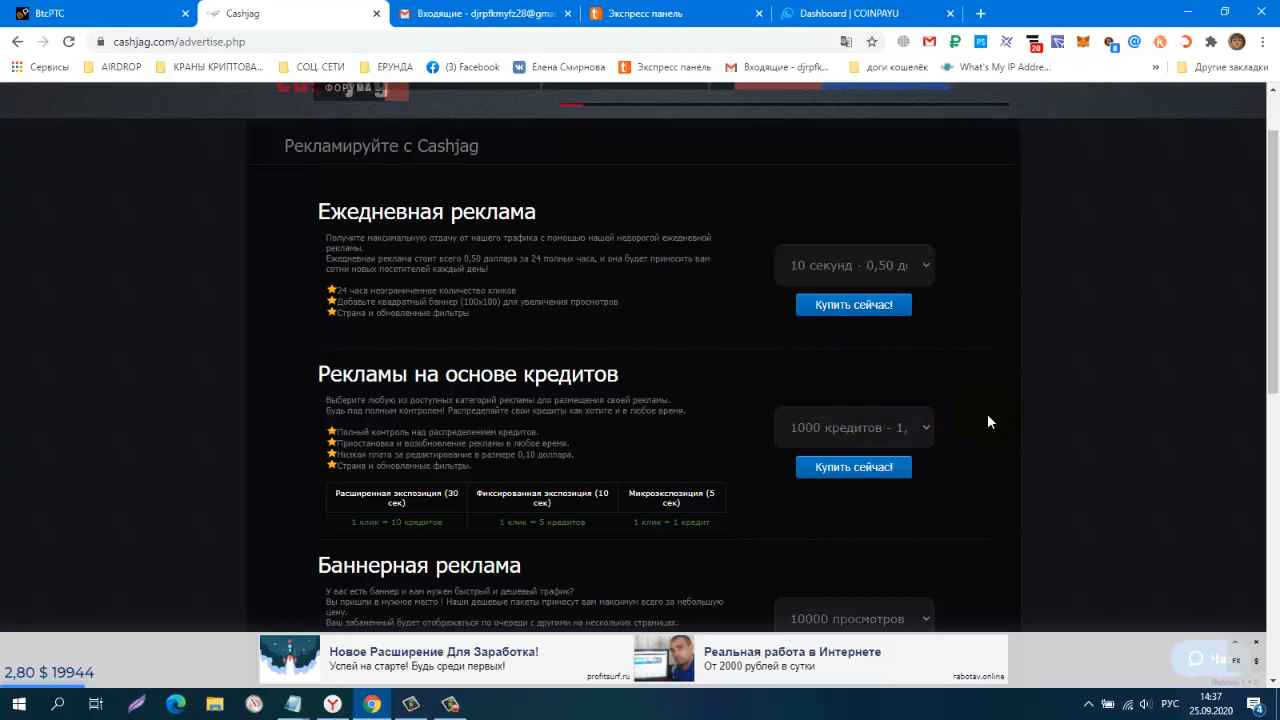 BtcPTC
Cashjag
Входящие - djrpfkmyfz28@gma
Экспресс панель
Dashboard | COINPAYU
cashjag.com/advertise.php
20
8
Сервисы
AIRDROP
КРАНЫ КРИПТОВА...
СОЦ. СЕТИ
ЕРУНДА
(3) Facebook
Елена Смирнова
Экспресс панель
Входящие - djrpfk...
доги кошелёк
What's My IP Addre...
»
Другие закладки
ФОРУМА
Рекламируйте с Cashjag
Ежедневная реклама
Получите максимальную отдачу от нашего трафика с помощью нашей недорогой ежедневной
рекламы.
Ежедневная реклама стоит всего 0,50 доллара за 24 полных часа, и она будет приносить вам
сотни новых посетителей каждый день!
24 часа неограниченное количество кликов
Добавьте квадратный баннер (100x100) для увеличения просмотров
Страна и обновленные фильтры
10 секунд - 0,50 д
Купить сейчас!
Рекламы на основе кредитов
Выберите любую из доступных категорий рекламы для размещения своей рекламы.
Будь под полным контролем! Распределяйте свои кредиты как хотите и в любое время.
Полный контроль над распределением кредитов.
Приостановка и возобновление рекламы в любое время.
Низкая плата за редактирование в размере 0,10 доллара.
Страна и обновленные фильтры.
1000 кредитов - 1,
Купить сейчас!
Расширенная экспозиция (30 сек)
Фиксированная экспозиция (10 сек)
Микроэкспозиция (5 сек)
1 клик = 10 кредитов
1 клик = 5 кредитов
1 клик = 1 кредит
Баннерная реклама
У вас есть баннер и вам нужен быстрый и дешевый трафик?
Вы пришли в нужное место ! Наши дешевые пакеты принесут вам максимум всего за небольшую
цену.
Ваш забаненный будет отображаться по очереди с другими на нескольких страницах.
10000 просмотров
Новое Расширение Для Заработка!
Успей на старте! Будь среди первых!
profitsurf.ru
Реальная работа в Интернете
От 2000 рублей в сутки
rabotav.online
2,80 $ 19944
FX
$
РУС
14:37
25.09.2020
4